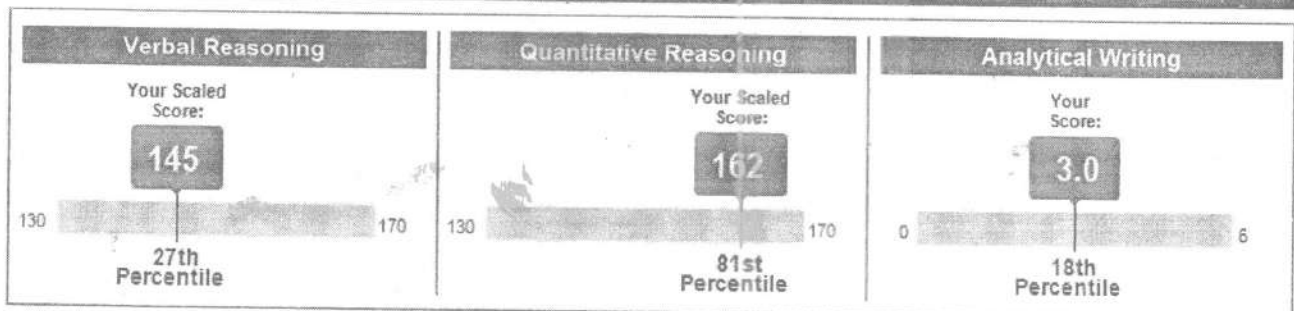 Verbal Reasoning
Your Scaled
Score:
145
130
170
27th
Percentile
Quantitative Reasoning
Your Scaled
Score:
162
130
170
81st
Percentile
Analytical Writing
Your
Score:
3.0
0
6
18th
Percentile